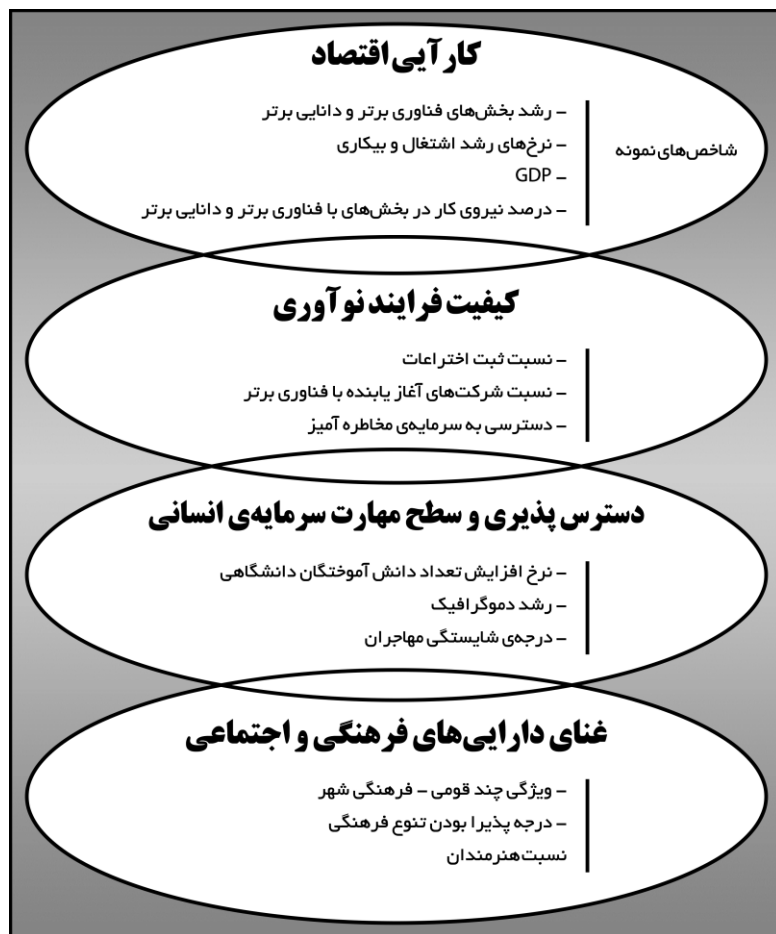 کارآیی اقتصاد
شاخص‌های نمونه
– رشد بخش‌های فناوری برتر و دانایی برتر
– نرخ‌های رشد اشتغال و بیکاری
– GDP
– درصد نیروی کار در بخش‌های با فناوری برتر و دانایی برتر
کیفیت فرایند نوآوری
– نسبت ثبت اختراعات
– نسبت شرکت‌های آغاز یابنده با فناوری برتر
– دسترسی به سرمایه‌ی مخاطره آمیز
دسترس پذیری و سطح مهارت سرمایه‌ی انسانی
– نرخ افزایش تعداد دانش آموختگان دانشگاهی
– رشد دموگرافیک
– درجه‌ی شایستگی مهاجران
غنای دارایی‌های فرهنگی و اجتماعی
– ویژگی چند قومی – فرهنگی شهر
– درجه پذیرا بودن تنوع فرهنگی
نسبت هنرمندان